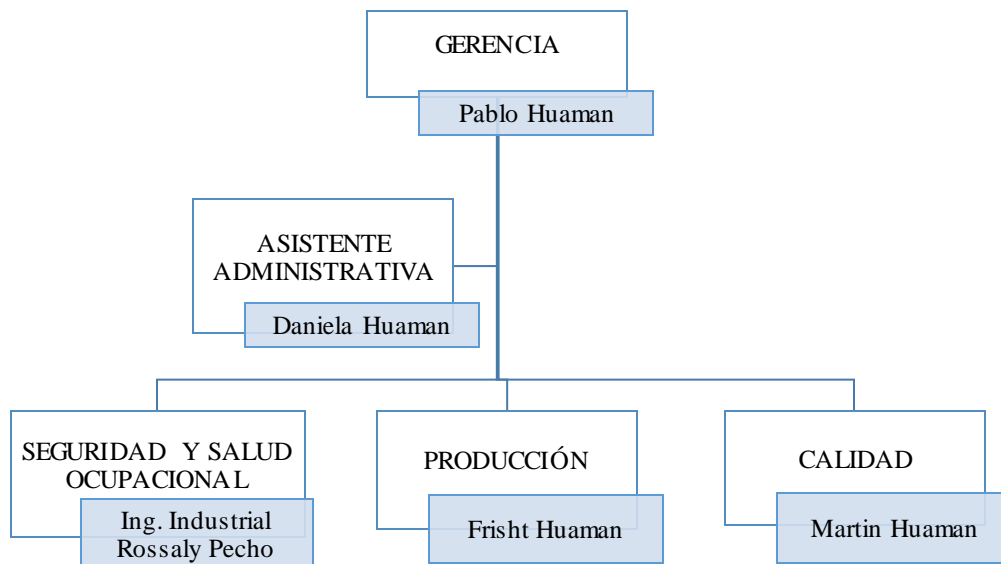 GERENCIA
Pablo Huaman
ASISTENTE
ADMINISTRATIVA
Daniela Huaman
SEGURIDAD Y SALUD
OCUPACIONAL
Ing. Industrial
Rossaly Pecho
PRODUCCIÓN
Frisht Huaman
CALIDAD
Martin Huaman